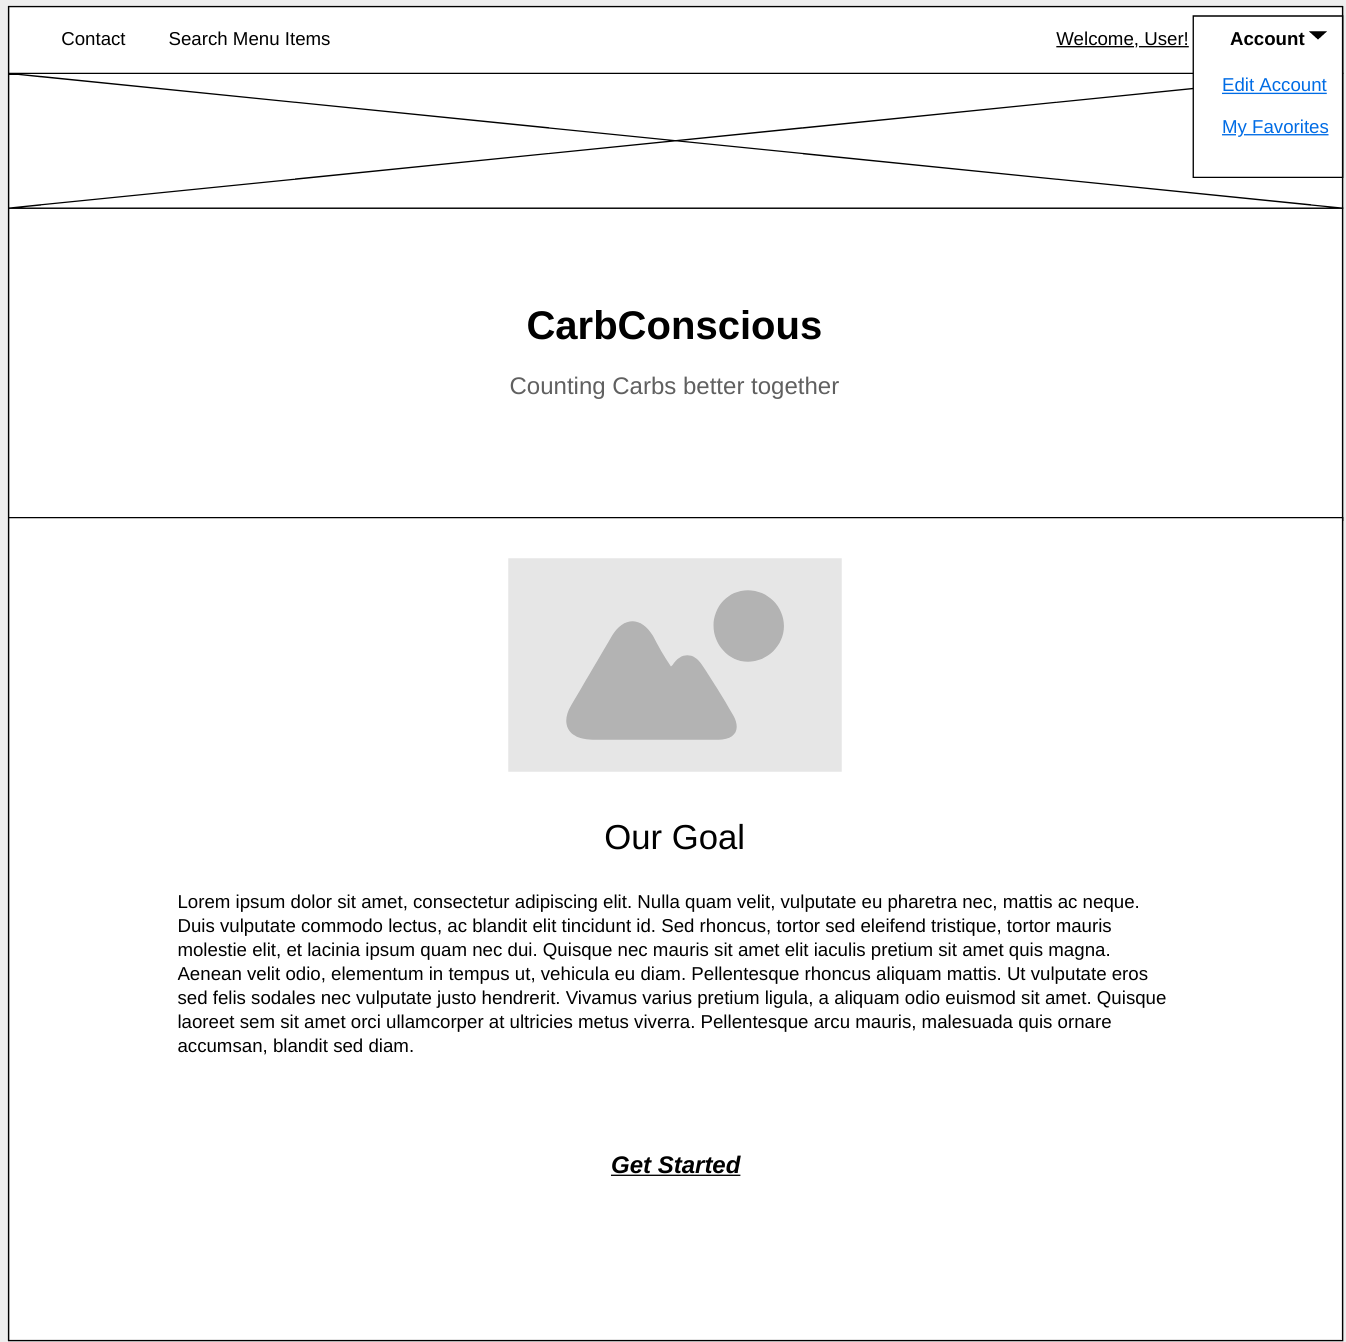 Contact Search Menu Items Welcome, User! Account
Edit Account
My Favorites
CarbConscious
Counting Carbs better together
Our Goal
Lorem ipsum dolor sit amet, consectetur adipiscing elit. Nulla quam velit, vulputate eu pharetra nec, mattis ac neque.
Duis vulputate commodo lectus, ac blandit elit tincidunt id. Sed rhoncus, tortor sed eleifend tristique, tortor mauris
molestie elit, et lacinia ipsum quam nec dui. Quisque nec mauris sit amet elit iaculis pretium sit amet quis magna.
Aenean velit odio, elementum in tempus ut, vehicula eu diam. Pellentesque rhoncus aliquam mattis. Ut vulputate eros
sed felis sodales nec vulputate justo hendrerit. Vivamus varius pretium ligula, a aliquam odio euismod sit amet. Quisque
laoreet sem sit amet orci ullamcorper at ultricies metus viverra. Pellentesque arcu mauris, malesuada quis ornare
accumsan, blandit sed diam.
Get Started